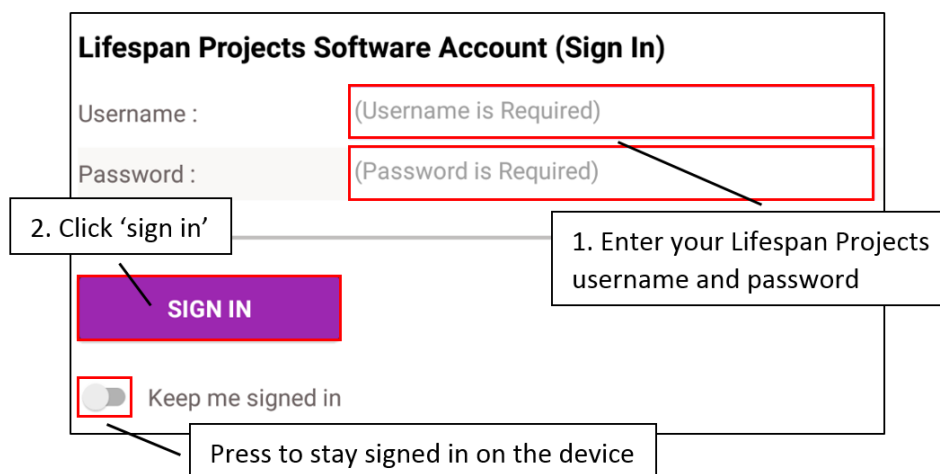 Lifespan Projects Software Account (Sign In)
Username :
(Username is Required)
Password :
(Password is Required)
2. Click ‘sign in’
1. Enter your Lifespan Projects
username and password
SIGN IN
Keep me signed in
Press to stay signed in on the device